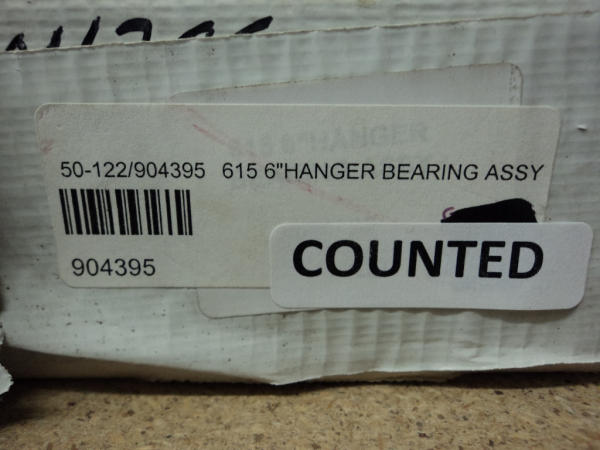 50-122/904395 615 6"HANGER BEARING ASSY
904395
COUNTED